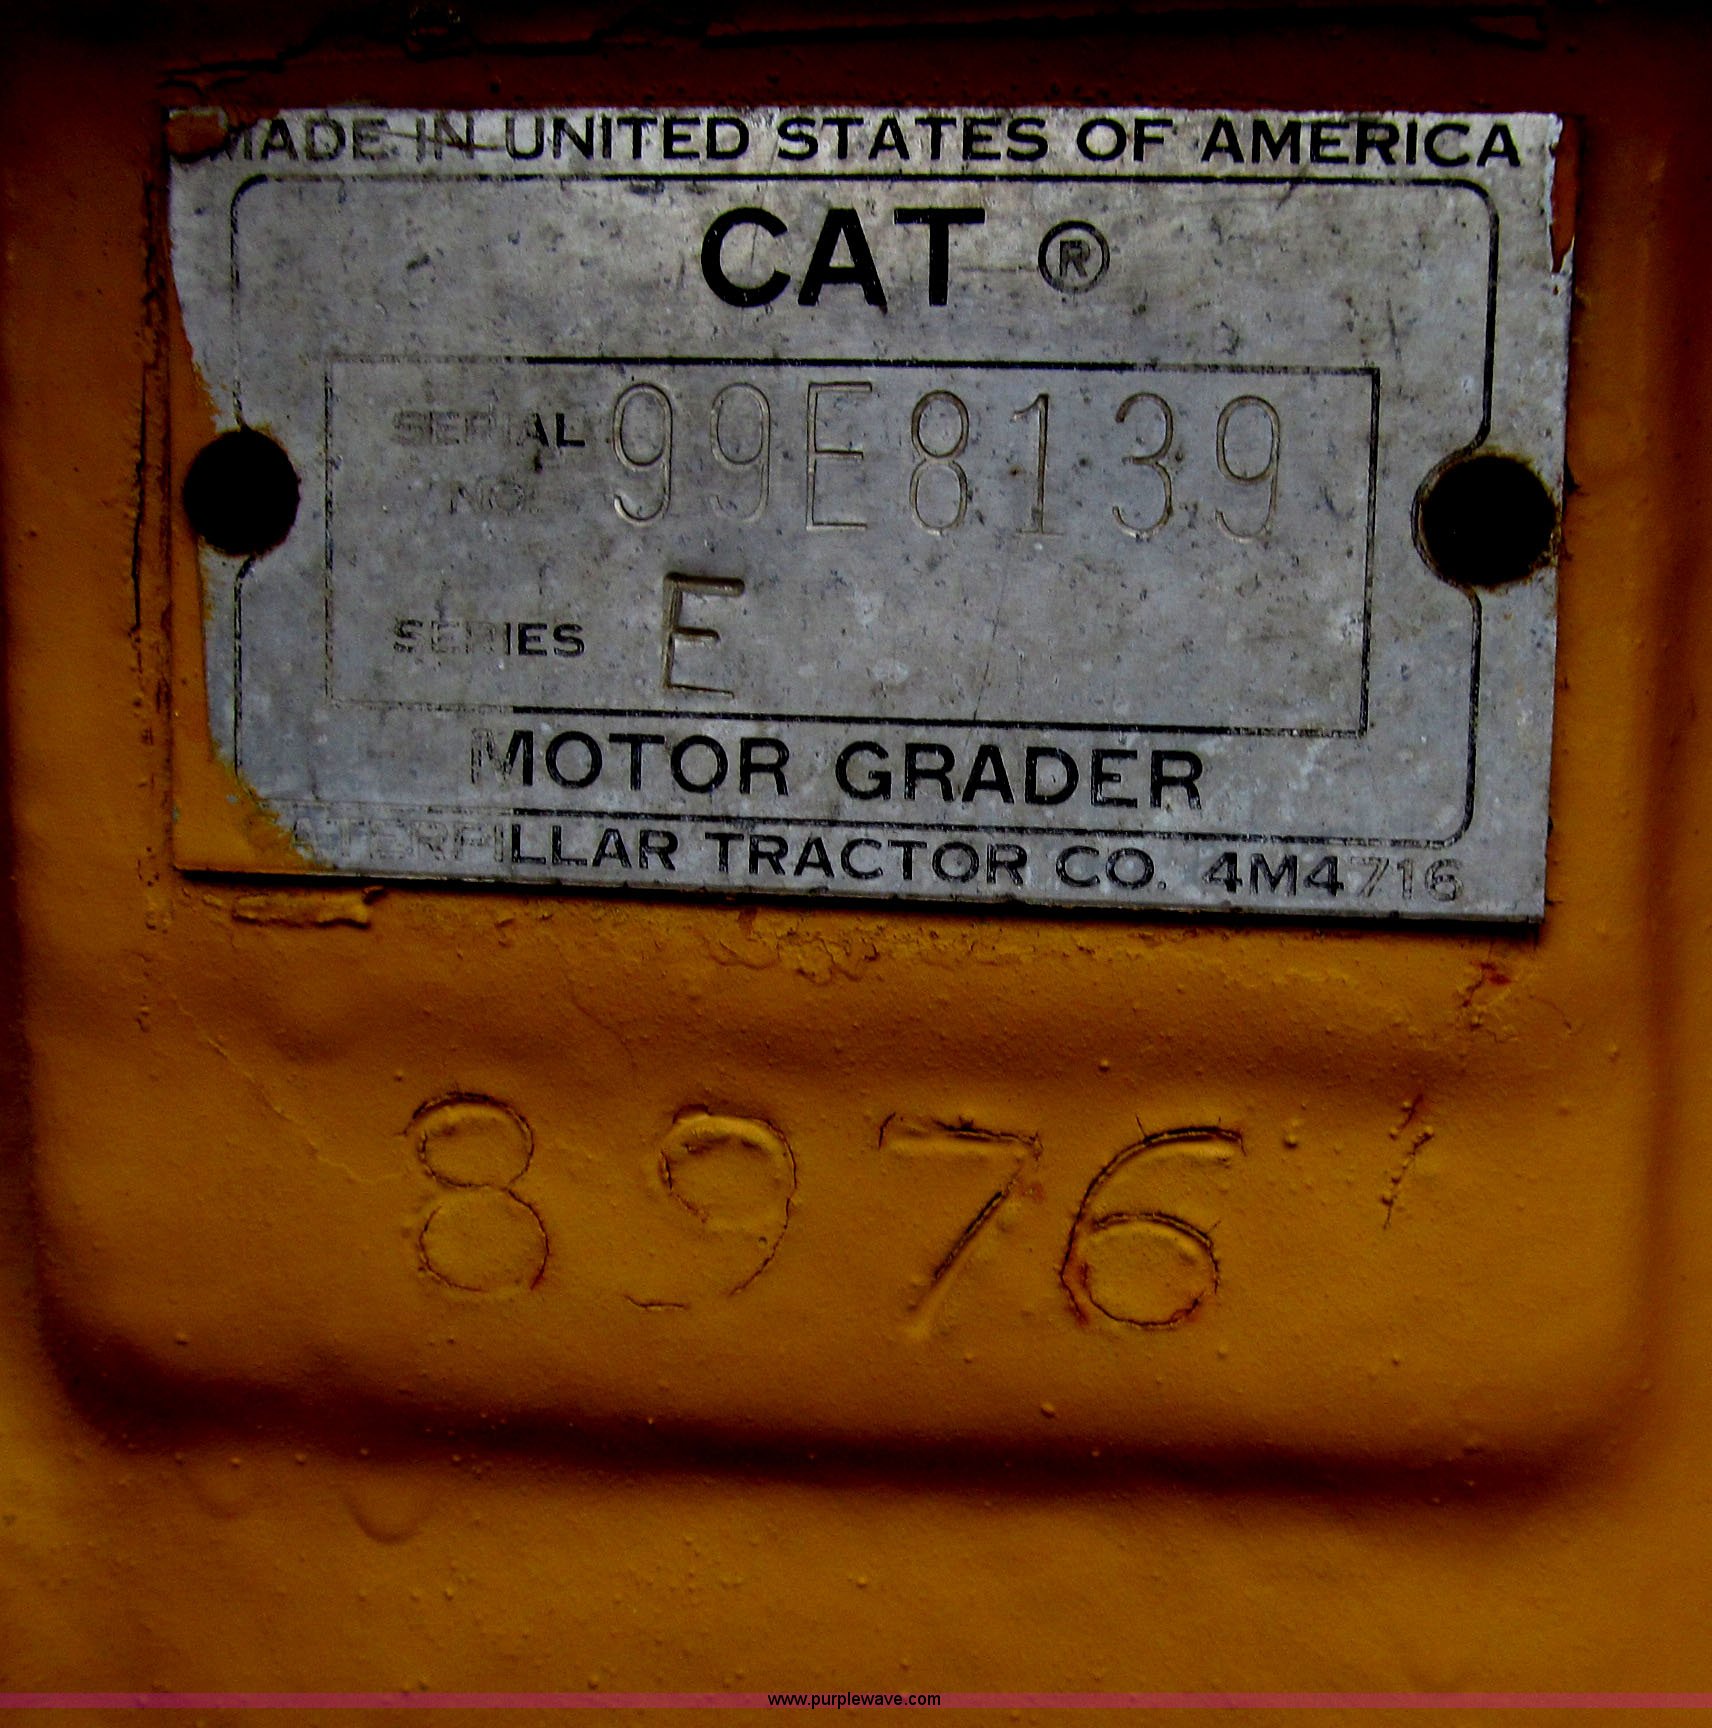 MADE IN UNITED STATES OF AMERICA
CAT ®
SERIAL NO. 99E8139
SERIES E
MOTOR GRADER
CATERPILLAR TRACTOR CO. 4M4716
8976
www.purplewave.com